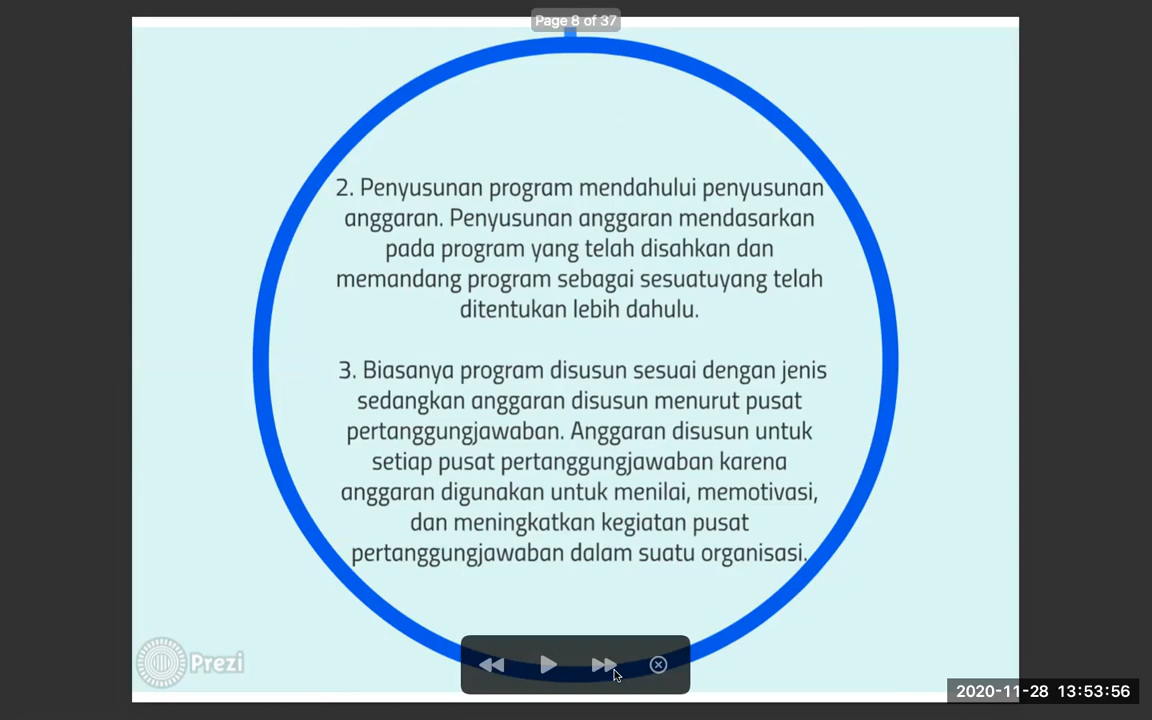 Page 8 of 37
2. Penyusunan program mendahului penyusunan
anggaran. Penyusunan anggaran mendasarkan
pada program yang telah disahkan dan
memandang program sebagai sesuatuyang telah
ditentukan lebih dahulu.
3. Biasanya program disusun sesuai dengan jenis
sedangkan anggaran disusun menurut pusat
pertanggungjawaban. Anggaran disusun untuk
setiap pusat pertanggungjawaban karena
anggaran digunakan untuk menilai, memotivasi,
dan meningkatkan kegiatan pusat
pertanggungjawaban dalam suatu organisasi.
Prezi
2020-11-28 13:53:56